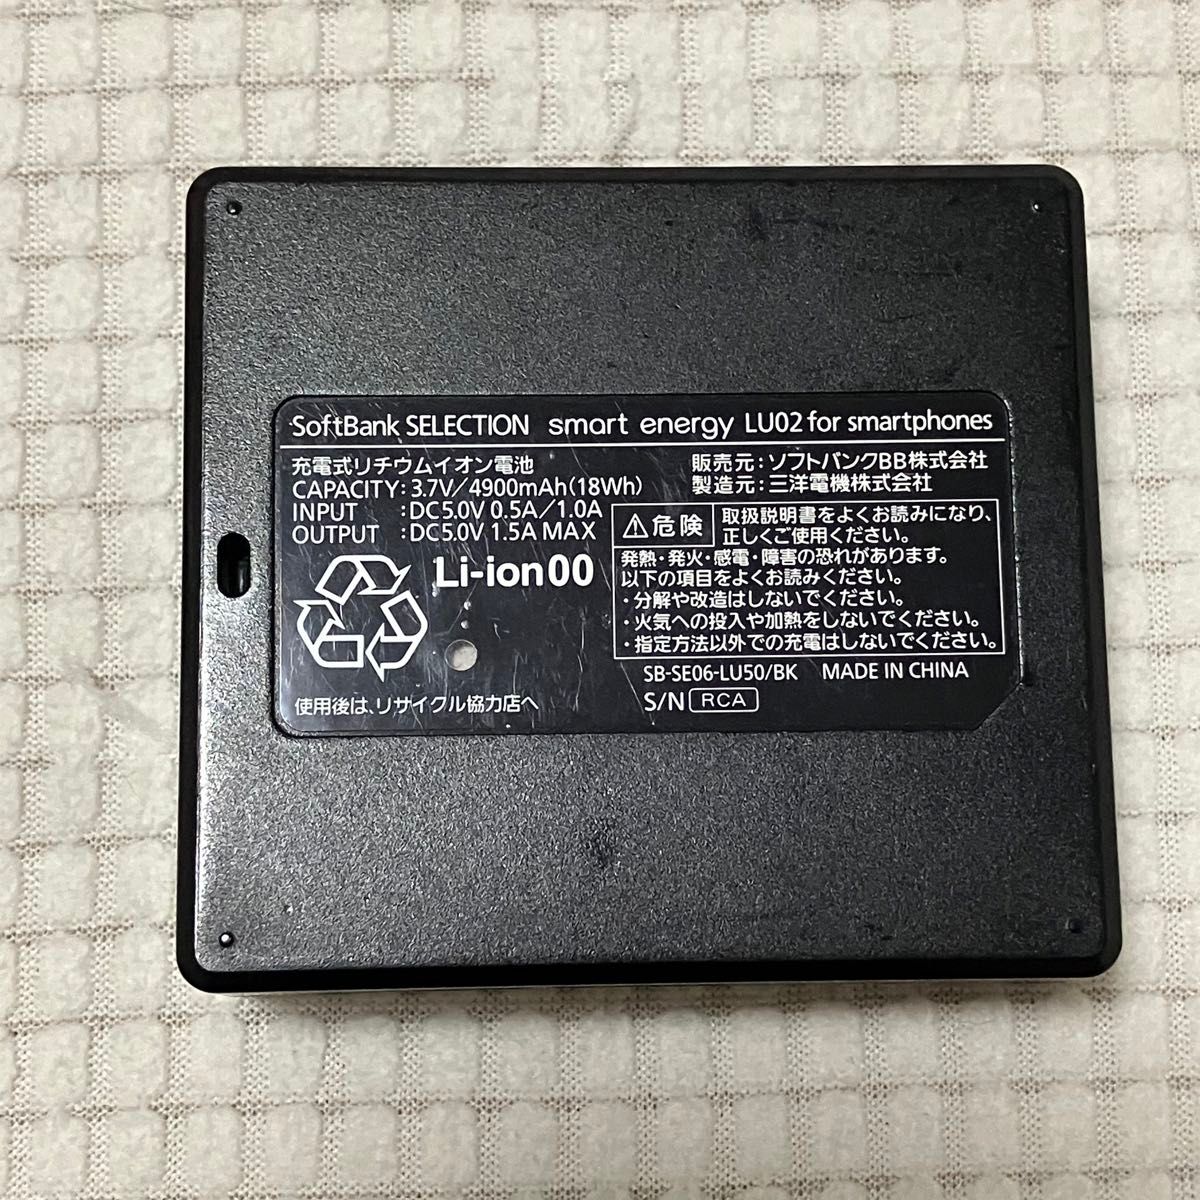 SoftBank SELECTION smart energy LU02 for smartphones
充電式リチウムイオン電池
CAPACITY: 3.7V/4900mAh(18Wh)
INPUT :DC5.0V 0.5A/1.0A
OUTPUT :DC5.0V 1.5A MAX
販売元:ソフトバンクBB株式会社
製造元:三洋電機株式会社
⚠危険
取扱説明書をよくお読みになり、
正しくご使用ください。
発熱・発火・感電・障害の恐れがあります。
以下の項目をよくお読みください。
・分解や改造はしないでください。
・火気への投入や加熱をしないでください。
・指定方法以外での充電はしないでください。
Li-ion00
使用後は、リサイクル協力店へ
SB-SE06-LU50/BK MADE IN CHINA
S/N RCA